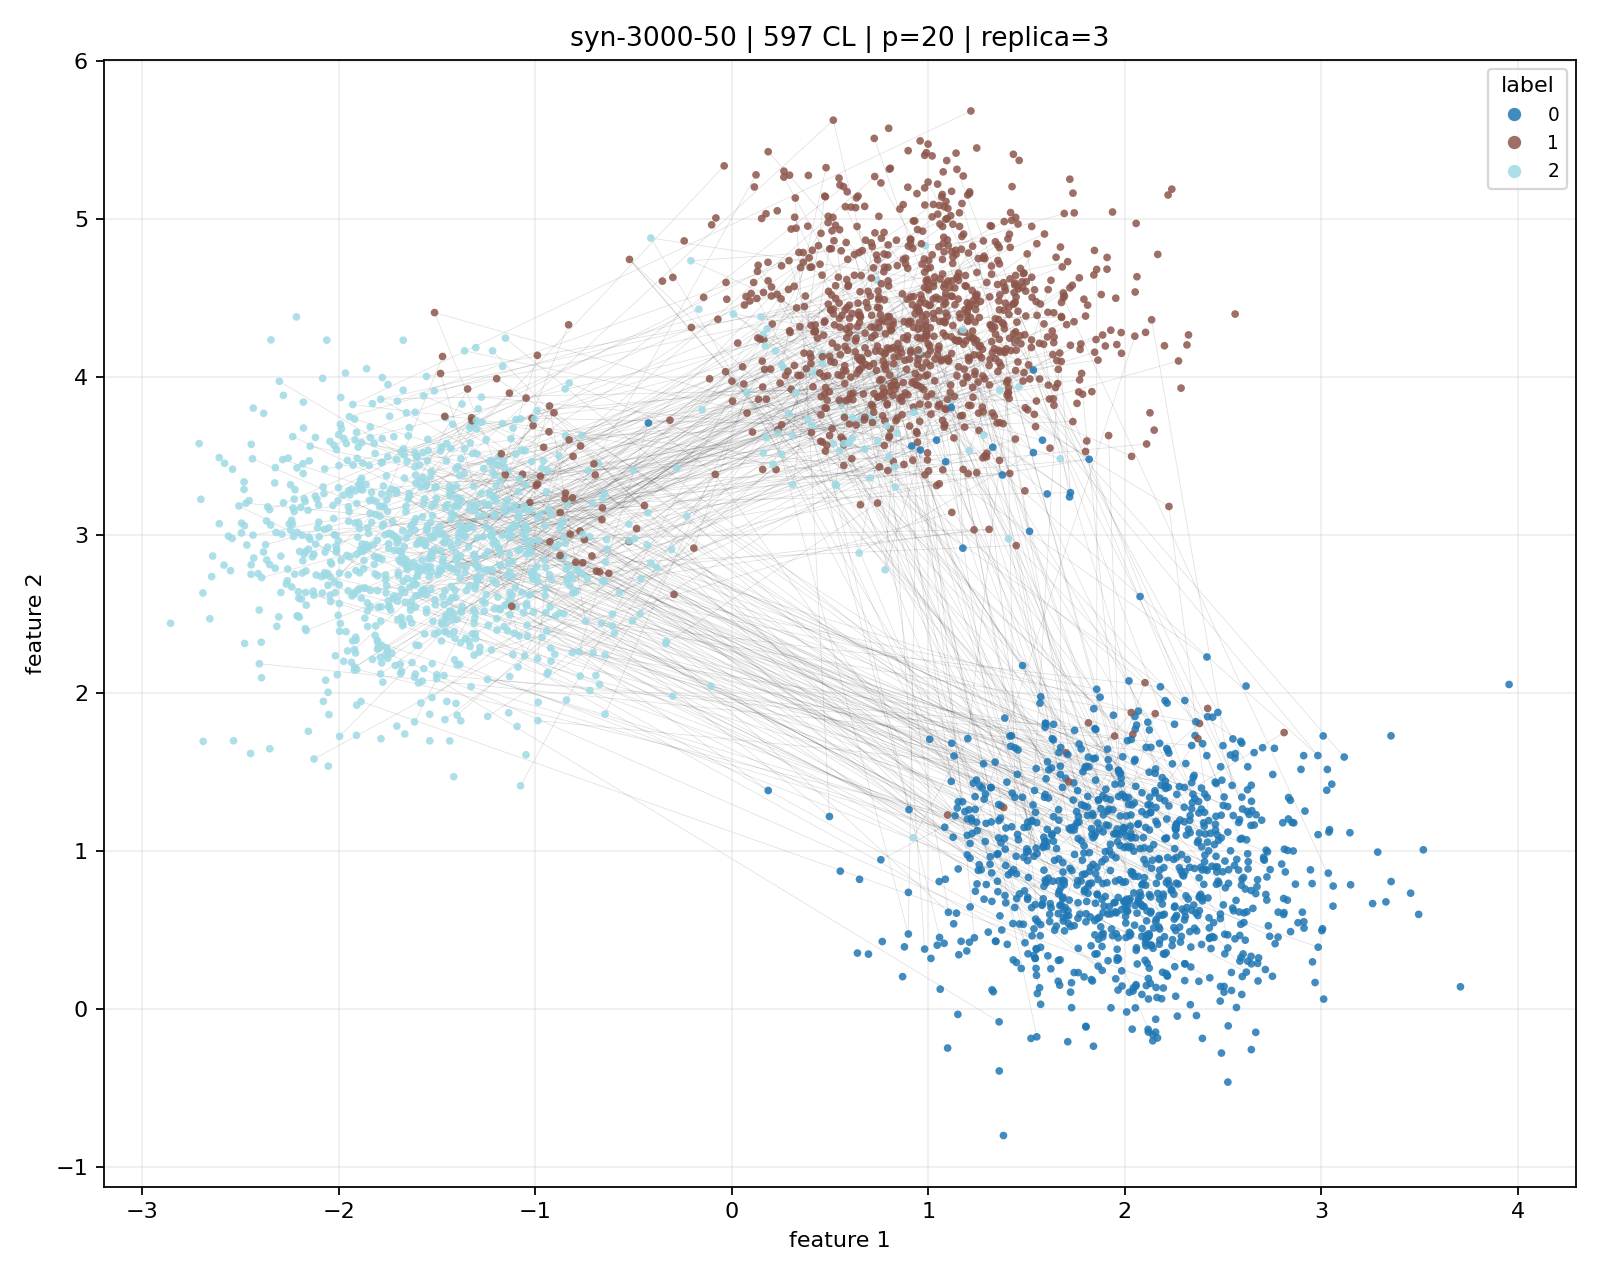 syn-3000-50 | 597 CL | p=20 | replica=3
label
0
1
2
6
5
4
3
2
1
0
−1
feature 2
−3 −2 −1 0 1 2 3 4
feature 1